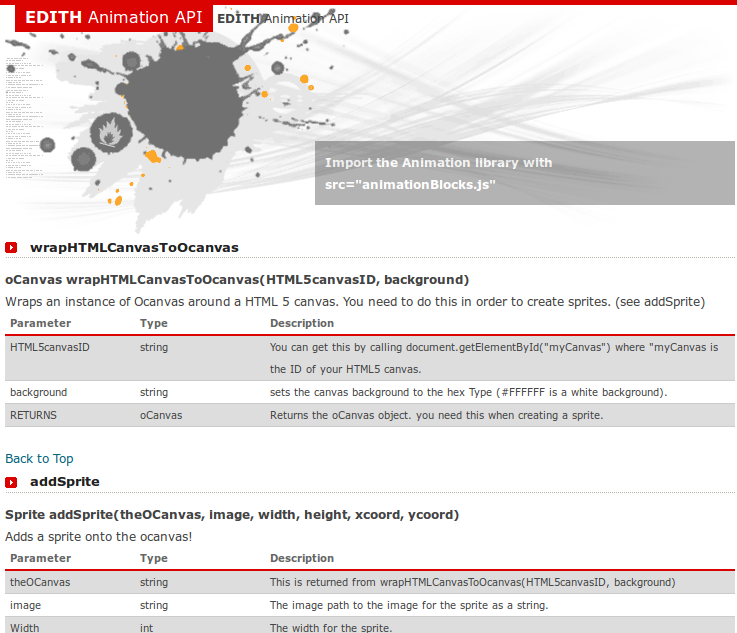 EDITH Animation API
EDITH Animation API
Import the Animation library with
src="animationBlocks.js"
wrapHTMLCanvasToOcanvas
oCanvas wrapHTMLCanvasToOcanvas(HTML5canvasID, background)
Wraps an instance of Ocanvas around a HTML 5 canvas. You need to do this in order to create sprites. (see addSprite)
Parameter Type Description
HTML5canvasID string You can get this by calling document.getElementById("myCanvas") where "myCanvas is
the ID of your HTML5 canvas.
background string sets the canvas background to the hex Type (#FFFFFF is a white background).
RETURNS oCanvas Returns the oCanvas object. you need this when creating a sprite.
Back to Top
addSprite
Sprite addSprite(theOCanvas, image, width, height, xcoord, ycoord)
Adds a sprite onto the ocanvas!
Parameter Type Description
theOCanvas string This is returned from wrapHTMLCanvasToOcanvas(HTML5canvasID, background)
image string The image path to the image for the sprite as a string.
Width int The width for the sprite.